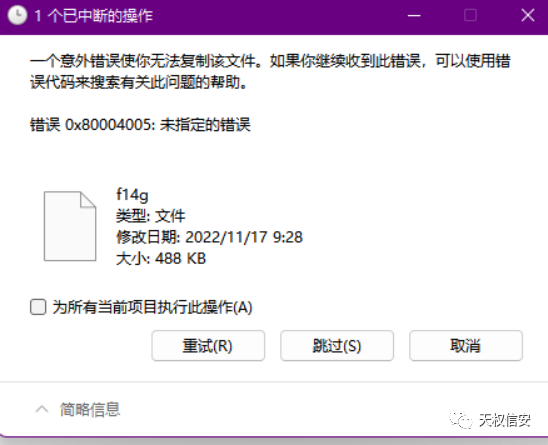 1 个已中断的操作
一个意外错误使你无法复制该文件。如果你继续收到此错误，可以使用错
误代码来搜索有关此问题的帮助。
错误 0x80004005: 未指定的错误
f14g
类型: 文件
修改日期: 2022/11/17 9:28
大小: 488 KB
为所有当前项目执行此操作(A)
重试(R)
跳过(S)
取消
简略信息
天权信安